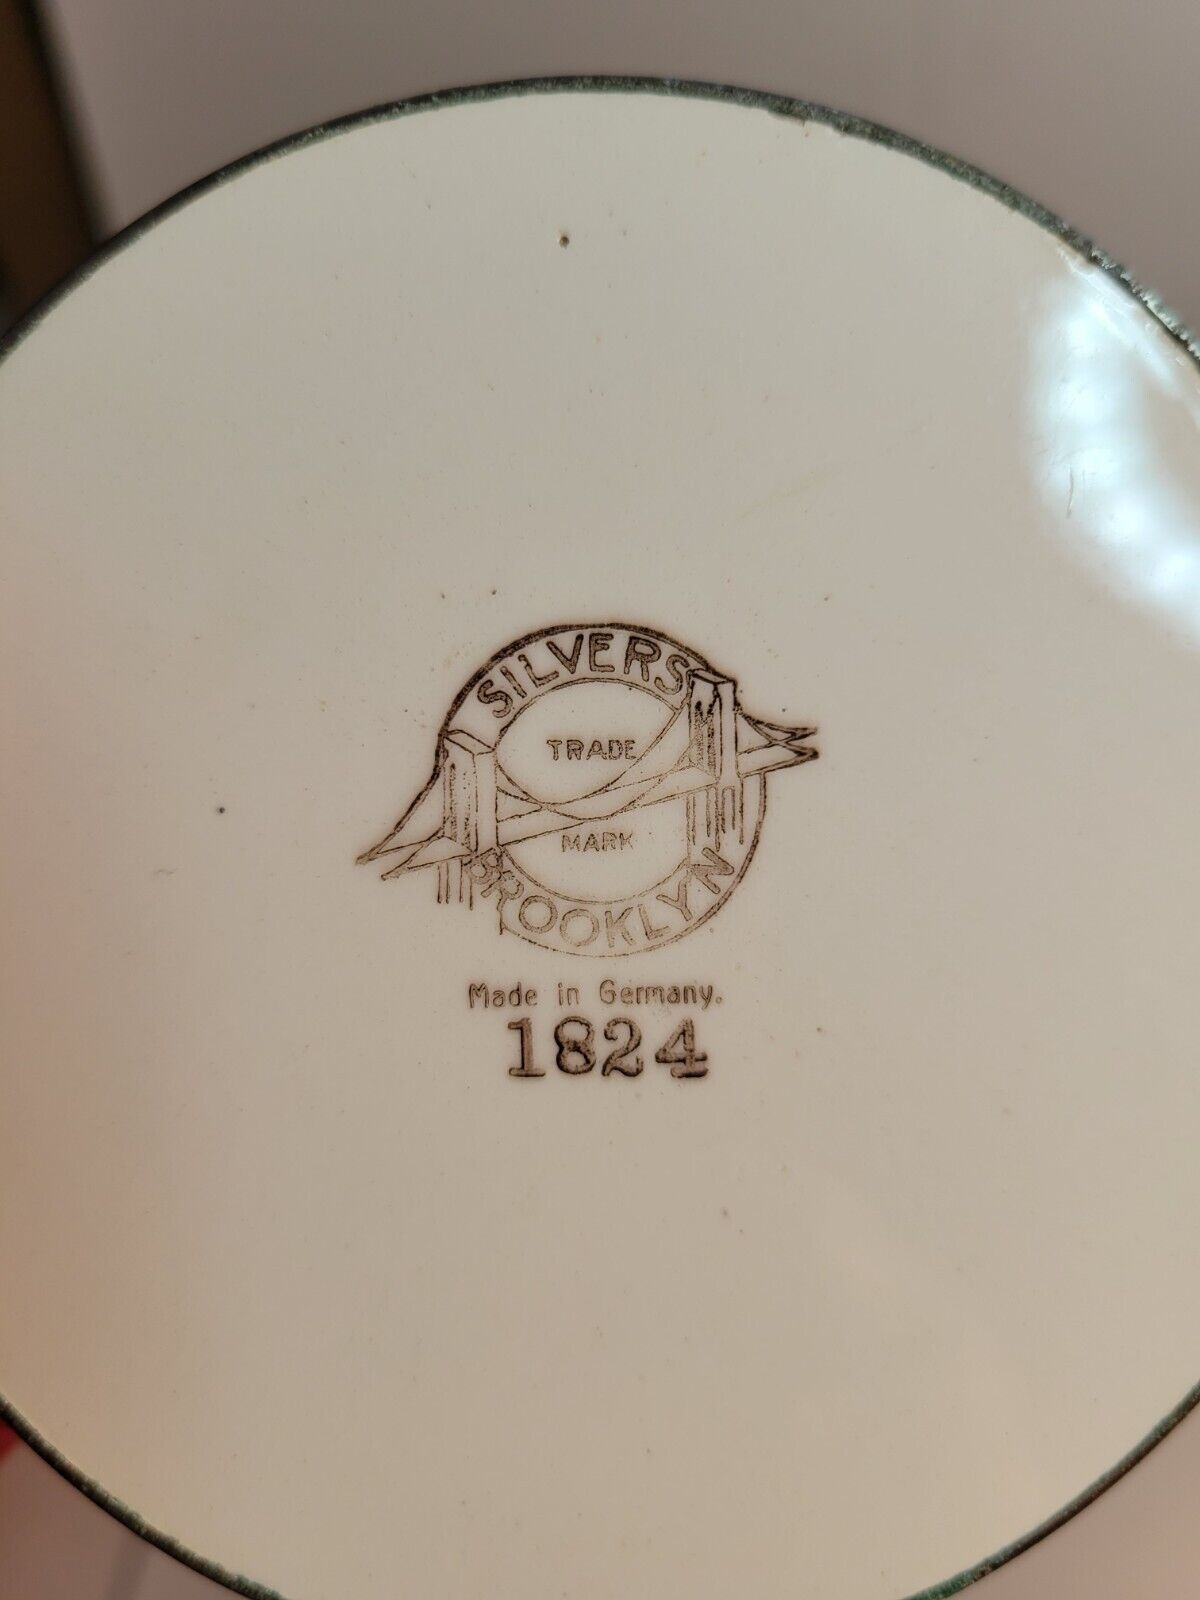 SILVERS
TRADE
MARK
BROOKLYN
Made in Germany.
1824